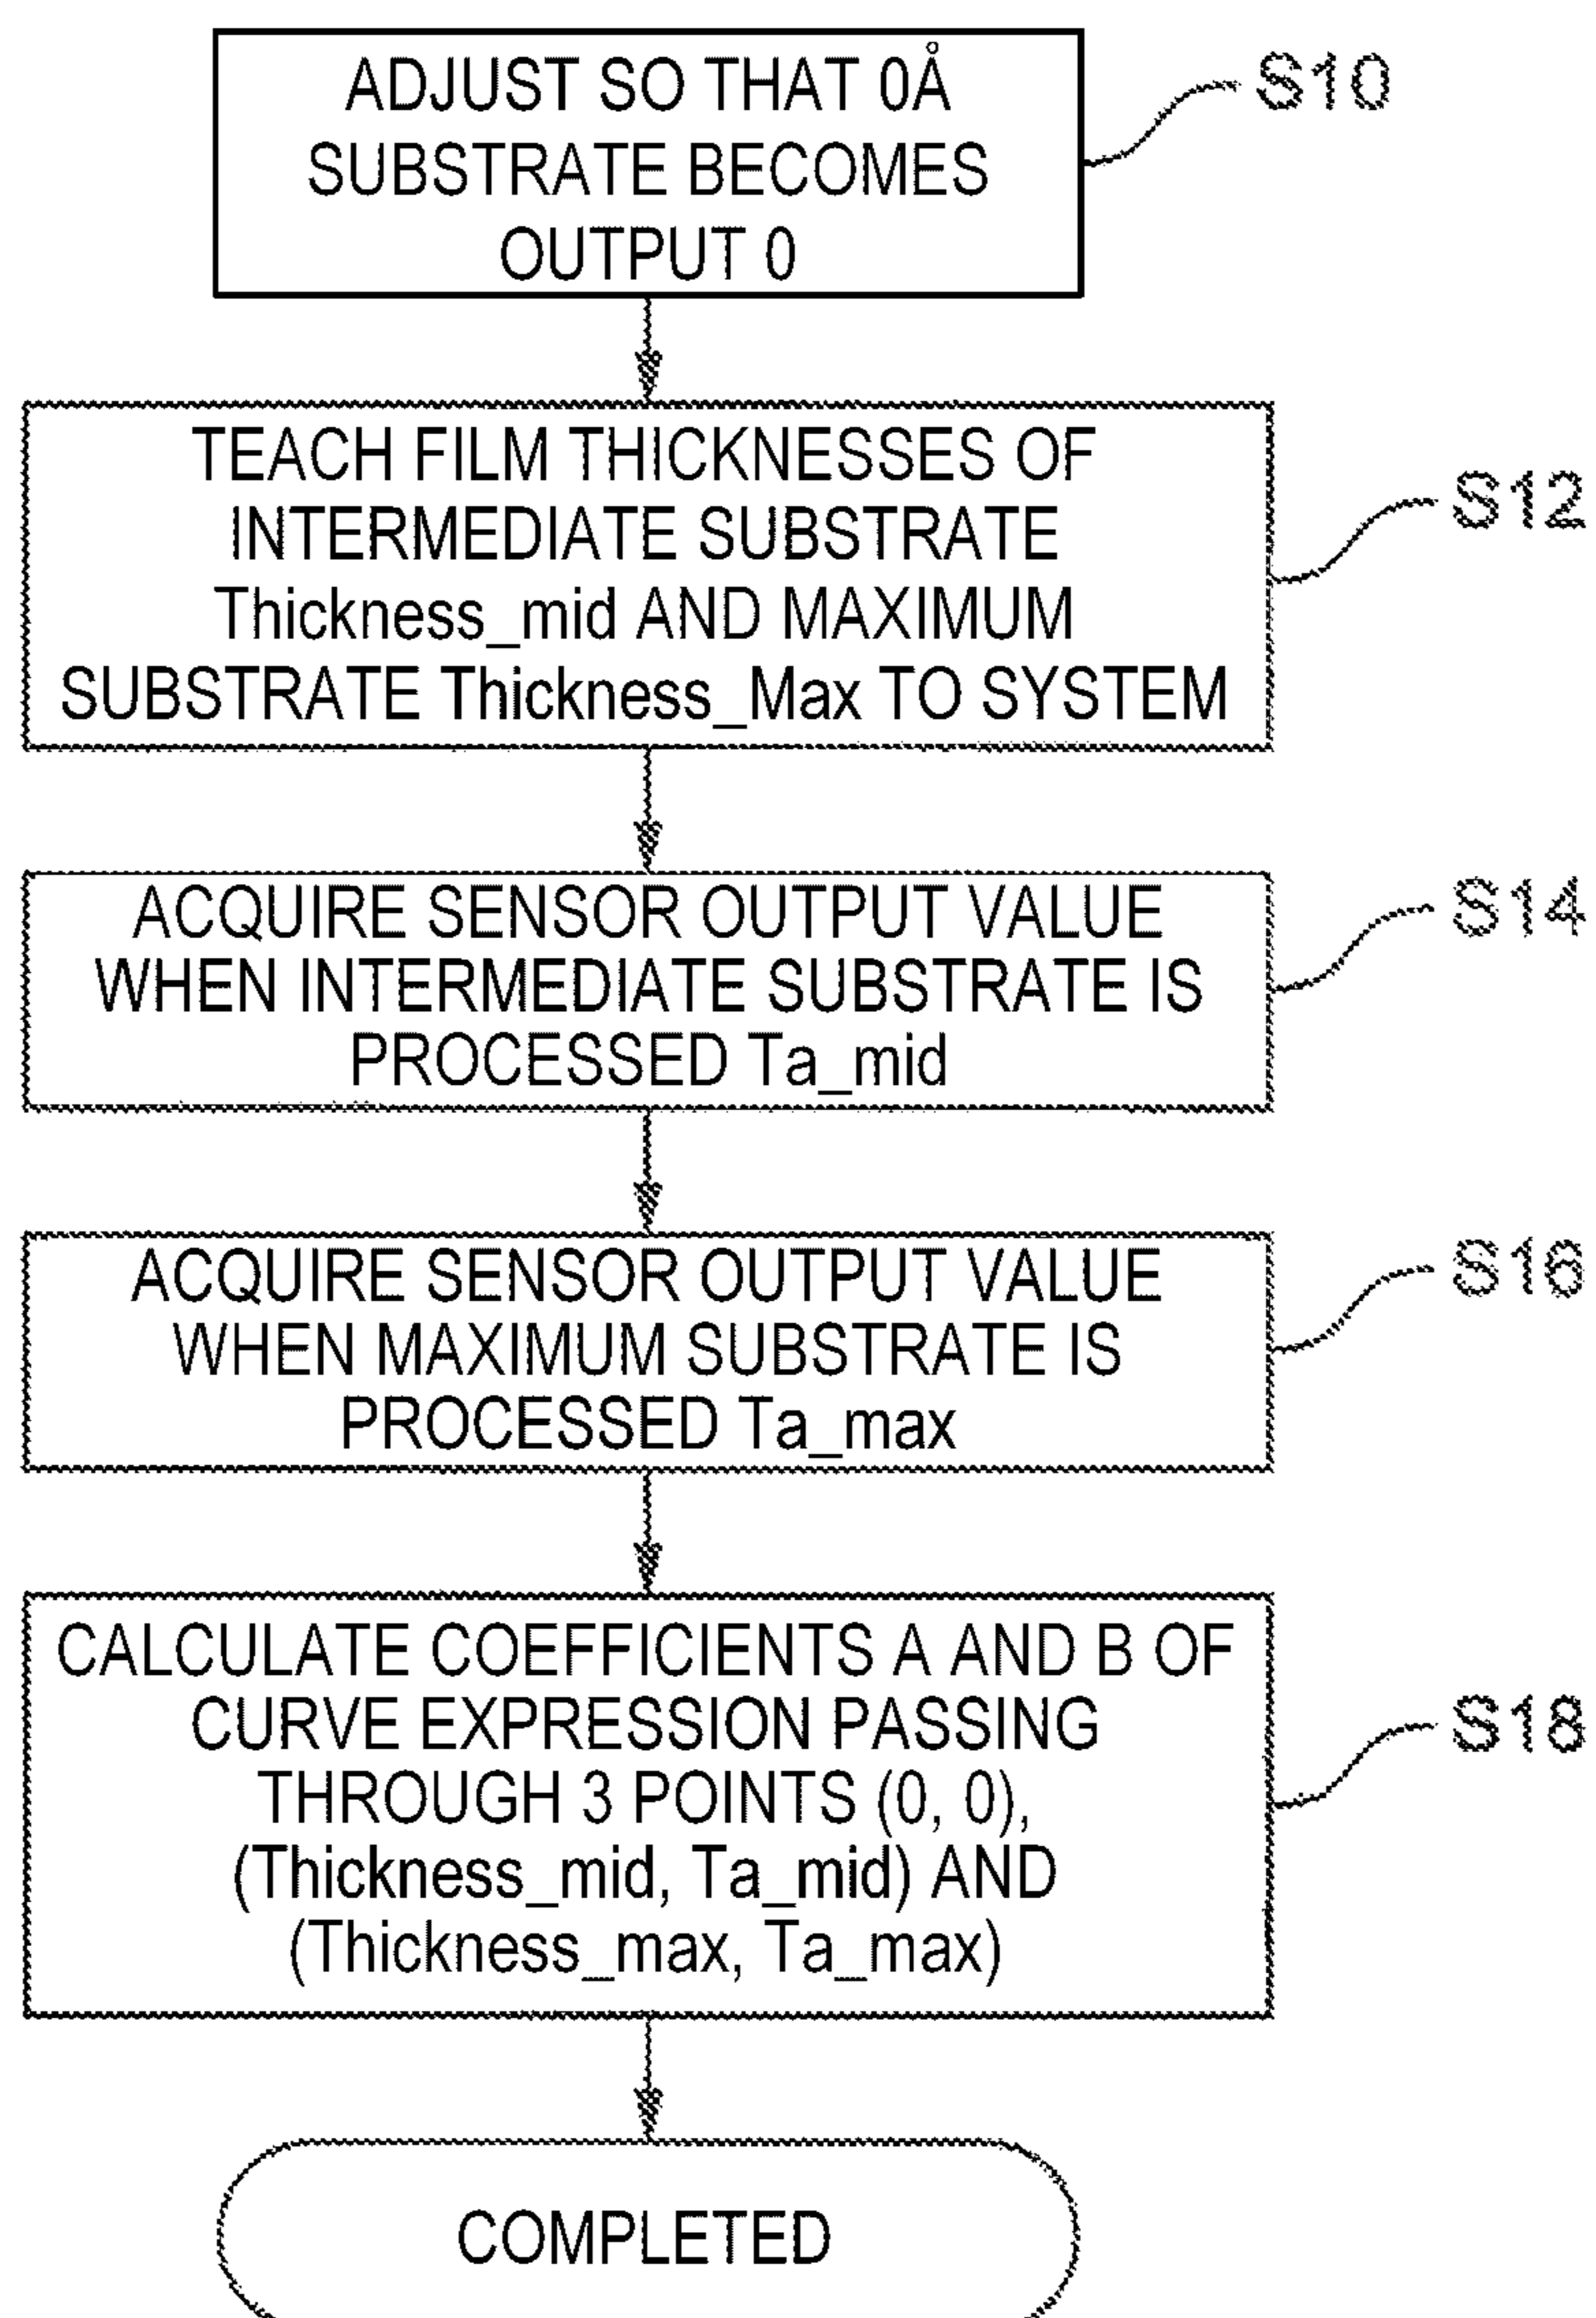 ADJUST SO THAT 0Å
SUBSTRATE BECOMES
OUTPUT 0
S10
TEACH FILM THICKNESSES OF
INTERMEDIATE SUBSTRATE
Thickness_mid AND MAXIMUM
SUBSTRATE Thickness_Max TO SYSTEM
S12
ACQUIRE SENSOR OUTPUT VALUE
WHEN INTERMEDIATE SUBSTRATE IS
PROCESSED Ta_mid
S14
ACQUIRE SENSOR OUTPUT VALUE
WHEN MAXIMUM SUBSTRATE IS
PROCESSED Ta_max
S16
CALCULATE COEFFICIENTS A AND B OF
CURVE EXPRESSION PASSING
THROUGH 3 POINTS (0, 0),
(Thickness_mid, Ta_mid) AND
(Thickness_max, Ta_max)
S18
COMPLETED